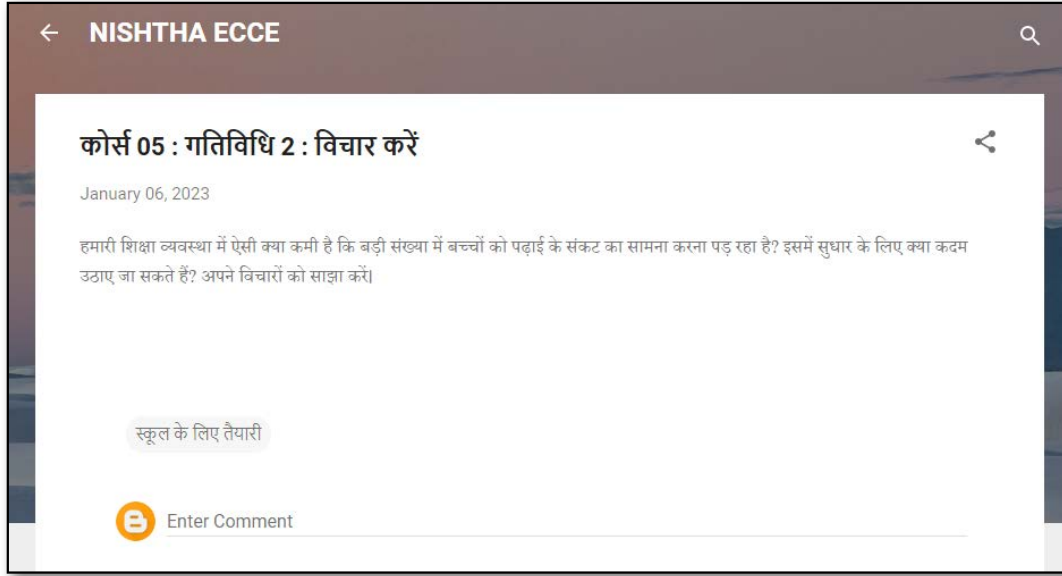 NISHTHA ECCE
कोर्स 05 : गतिविधि 2 : विचार करें
January 06, 2023
हमारी शिक्षा व्यवस्था में ऐसी क्या कमी है कि बड़ी संख्या में बच्चों को पढ़ाई के संकट का सामना करना पड़ रहा है? इसमें सुधार के लिए क्या कदम
उठाए जा सकते हैं? अपने विचारों को साझा करें।
स्कूल के लिए तैयारी
Enter Comment